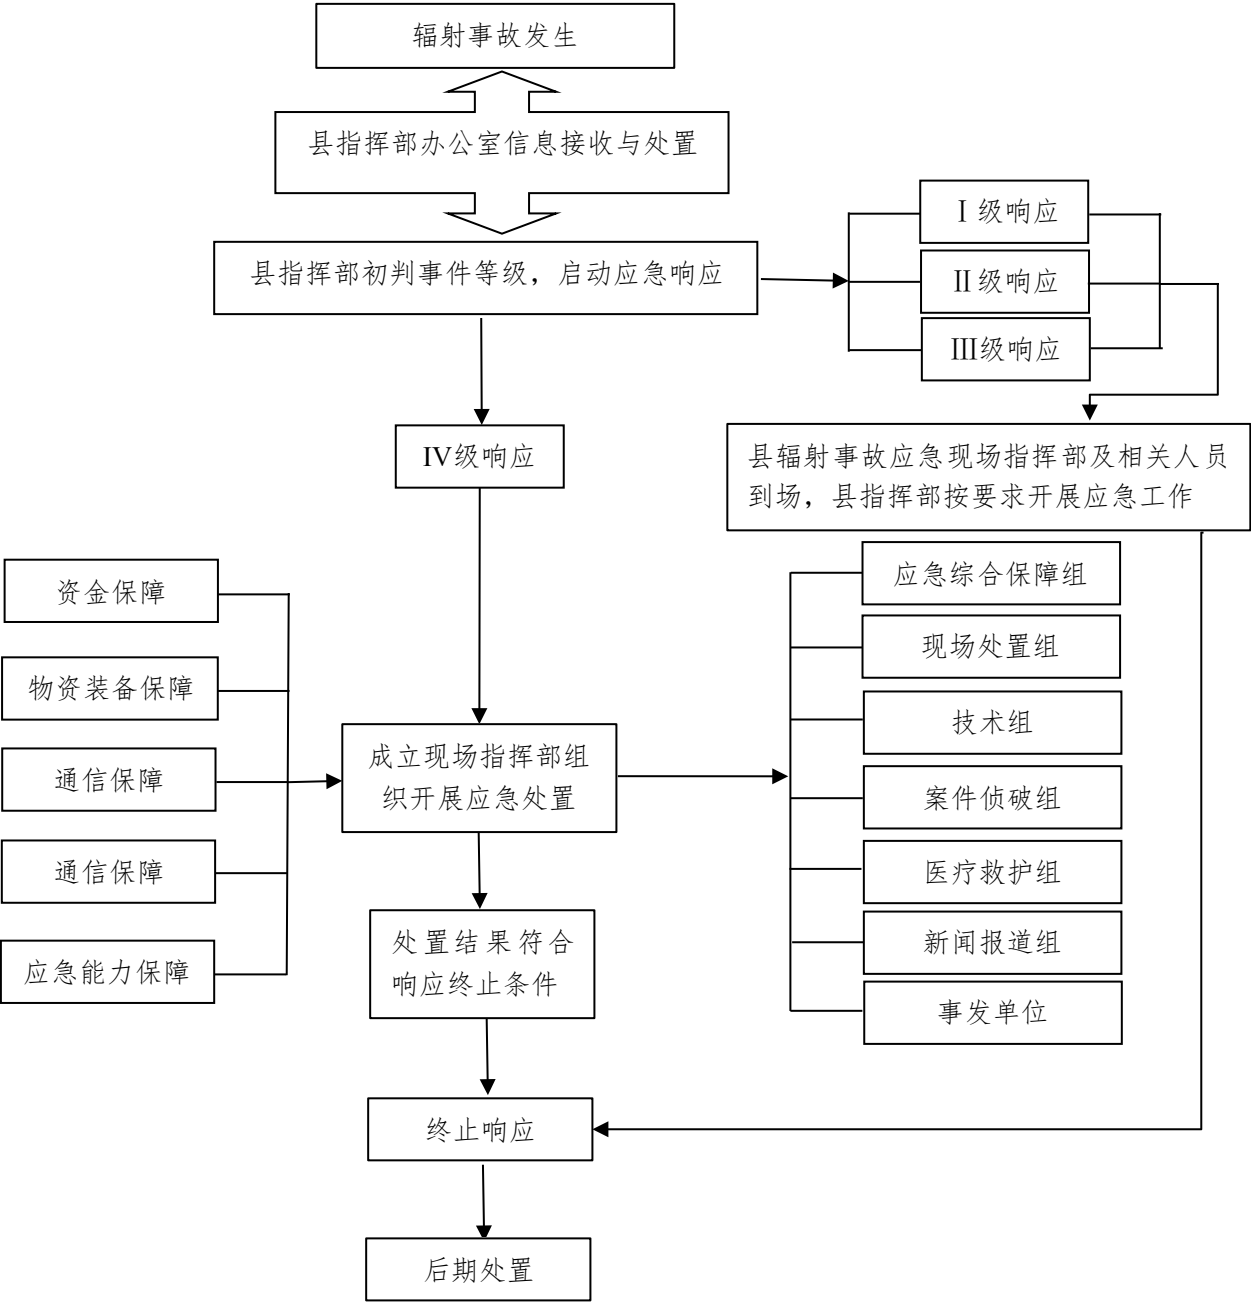 辐射事故发生
县指挥部办公室信息接收与处置
县指挥部初判事件等级，启动应急响应
Ⅰ级响应
Ⅱ级响应
Ⅲ级响应
IV级响应
县辐射事故应急现场指挥部及相关人员
到场，县指挥部按要求开展应急工作
资金保障
物资装备保障
通信保障
通信保障
应急能力保障
成立现场指挥部组
织开展应急处置
应急综合保障组
现场处置组
技术组
案件侦破组
医疗救护组
新闻报道组
事发单位
处置结果符合
响应终止条件
终止响应
后期处置